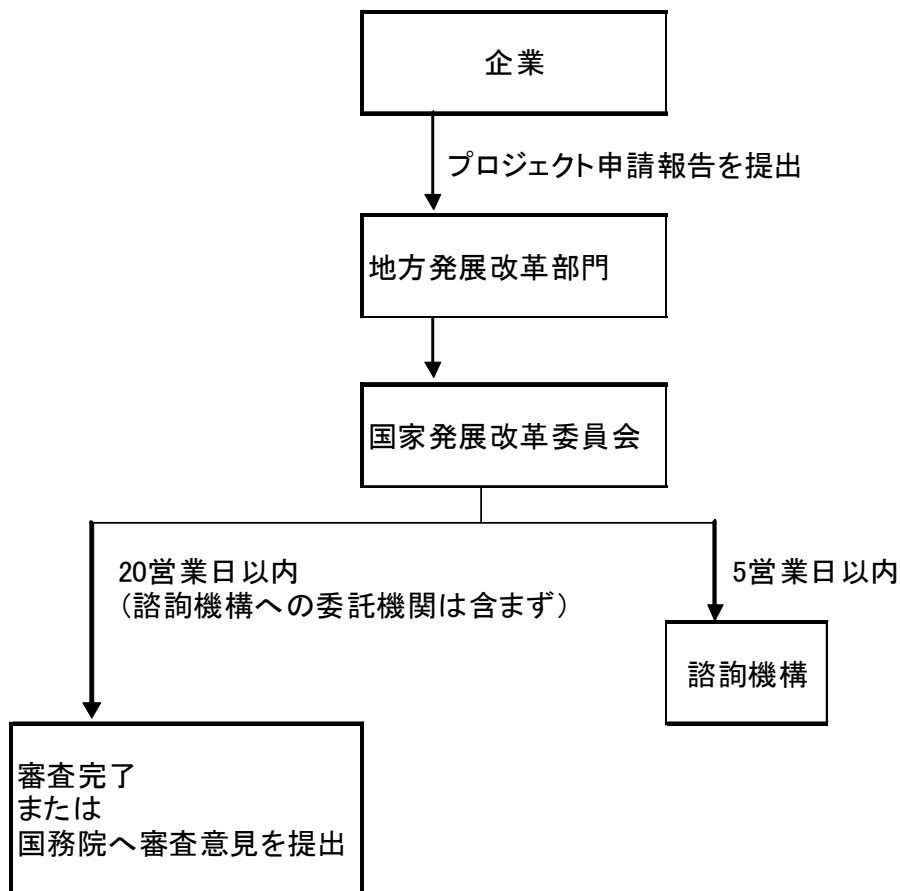 企業
プロジェクト申請報告を提出
地方発展改革部門
国家発展改革委員会
20営業日以内
（諮詢機構への委託機関は含まず）
5営業日以内
諮詢機構
審査完了
または
国務院へ審査意見を提出